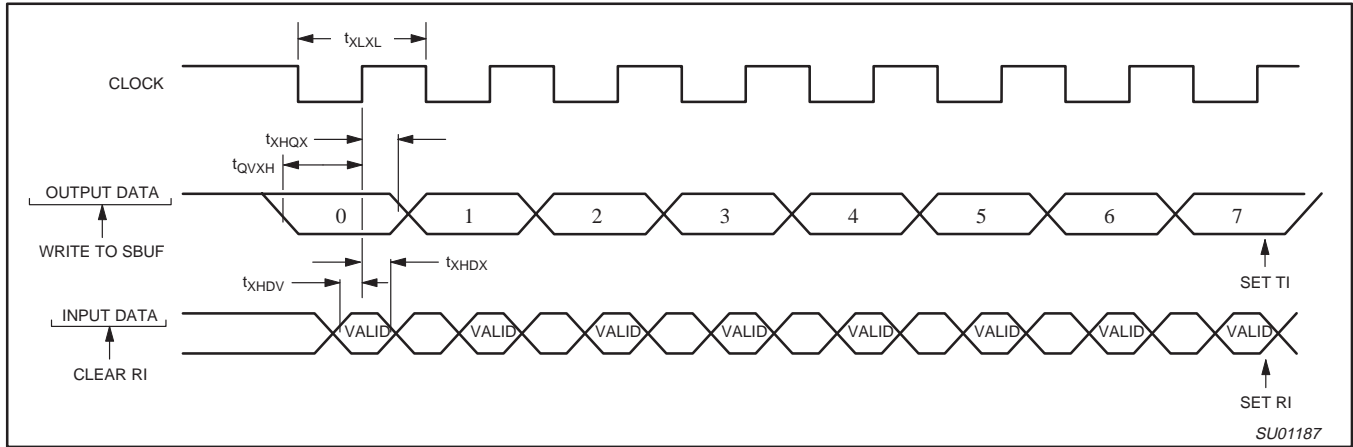 tXLXL
CLOCK
tXHQX
tQVXH
OUTPUT DATA
0 1 2 3 4 5 6 7
WRITE TO SBUF
tXHDX
SET TI
tXHDV
INPUT DATA
VALID VALID VALID VALID VALID VALID VALID VALID
CLEAR RI
SET RI
SU01187